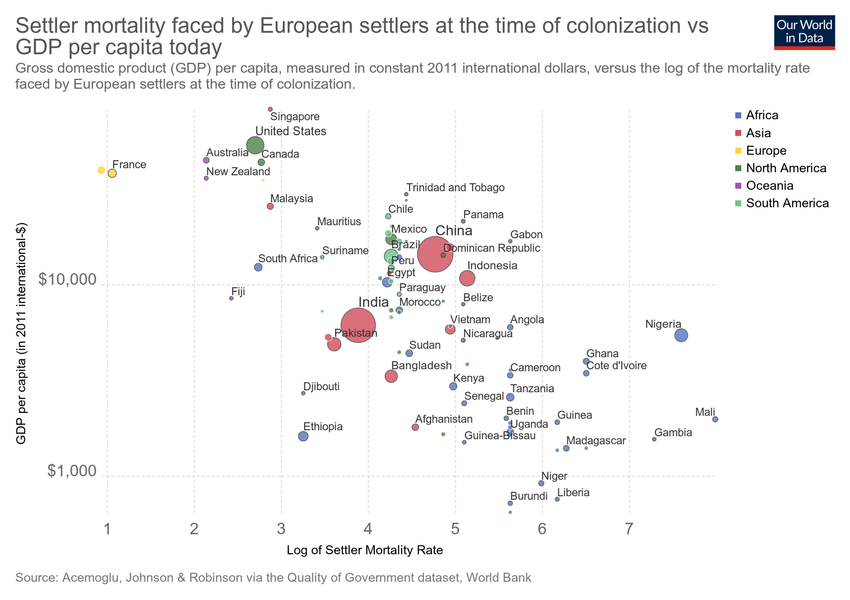 Settler mortality faced by European settlers at the time of colonization vs
GDP per capita today
Our World
in Data
Gross domestic product (GDP) per capita, measured in constant 2011 international dollars, versus the log of the mortality rate
faced by European settlers at the time of colonization.
Africa
Asia
Europe
North America
Oceania
South America
Singapore
United States
Australia
Canada
France
New Zealand
Malaysia
Trinidad and Tobago
Chile
Panama
Mauritius
Mexico
China
Gabon
Brazil
Dominican Republic
Suriname
South Africa
Peru
Indonesia
Egypt
$10,000
Fiji
Paraguay
Morocco
Belize
India
Vietnam
Angola
Nigeria
Pakistan
Nicaragua
Sudan
Ghana
Bangladesh
Cameroon
Cote d'Ivoire
Kenya
Djibouti
Senegal
Tanzania
Ethiopia
Afghanistan
Benin
Guinea
Mali
Uganda
Guinea-Bissau
Madagascar
Gambia
$1,000
Niger
Burundi
Liberia
GDP per capita (in 2011 international-$)
1 2 3 4 5 6 7
Log of Settler Mortality Rate
Source: Acemoglu, Johnson & Robinson via the Quality of Government dataset, World Bank